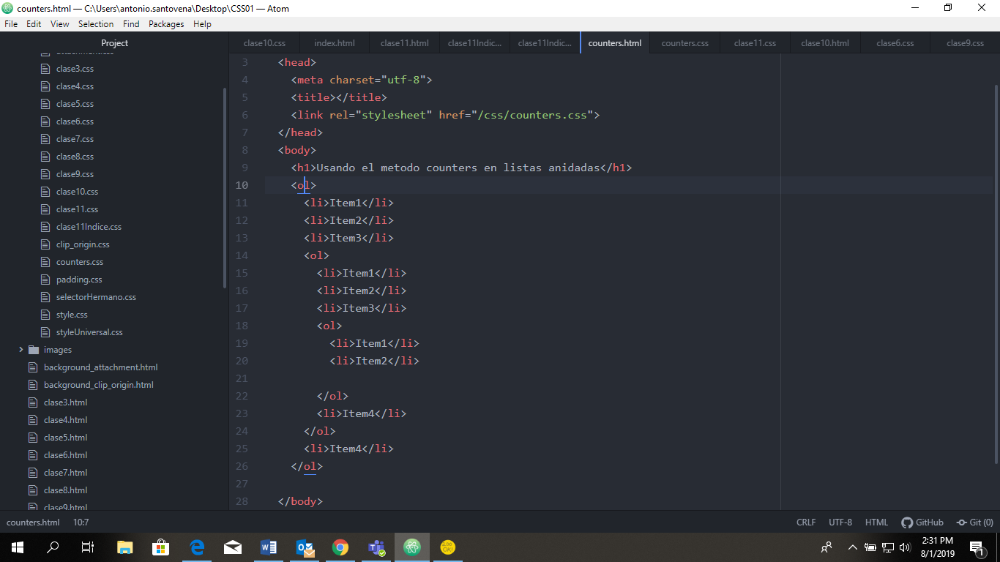 counters.html — C:\Users\antonio.santovena\Desktop\CSS01 — Atom
File Edit View Selection Find Packages Help
Project
attachment.css
clase3.css
clase4.css
clase5.css
clase6.css
clase7.css
clase8.css
clase9.css
clase10.css
clase11.css
clase11Indice.css
clip_origin.css
counters.css
padding.css
selectorHermano.css
style.css
styleUniversal.css
images
background_attachment.html
background_clip_origin.html
clase3.html
clase4.html
clase5.html
clase6.html
clase7.html
clase8.html
clase9.html
clase10.css index.html clase11.html clase11Indic... clase11Indic... counters.html counters.css clase11.css clase10.html clase6.css clase9.css
3 <head>
4 <meta charset="utf-8">
5 <title></title>
6 <link rel="stylesheet" href="/css/counters.css">
7 </head>
8 <body>
9 <h1>Usando el metodo counters en listas anidadas</h1>
10 <ol>
11 <li>Item1</li>
12 <li>Item2</li>
13 <li>Item3</li>
14 <ol>
15 <li>Item1</li>
16 <li>Item2</li>
17 <li>Item3</li>
18 <ol>
19 <li>Item1</li>
20 <li>Item2</li>
21
22 </ol>
23 <li>Item4</li>
24 </ol>
25 <li>Item4</li>
26 </ol>
27
28 </body>
counters.html 10:7 CRLF UTF-8 HTML GitHub Git (0)
2:31 PM
8/1/2019
1